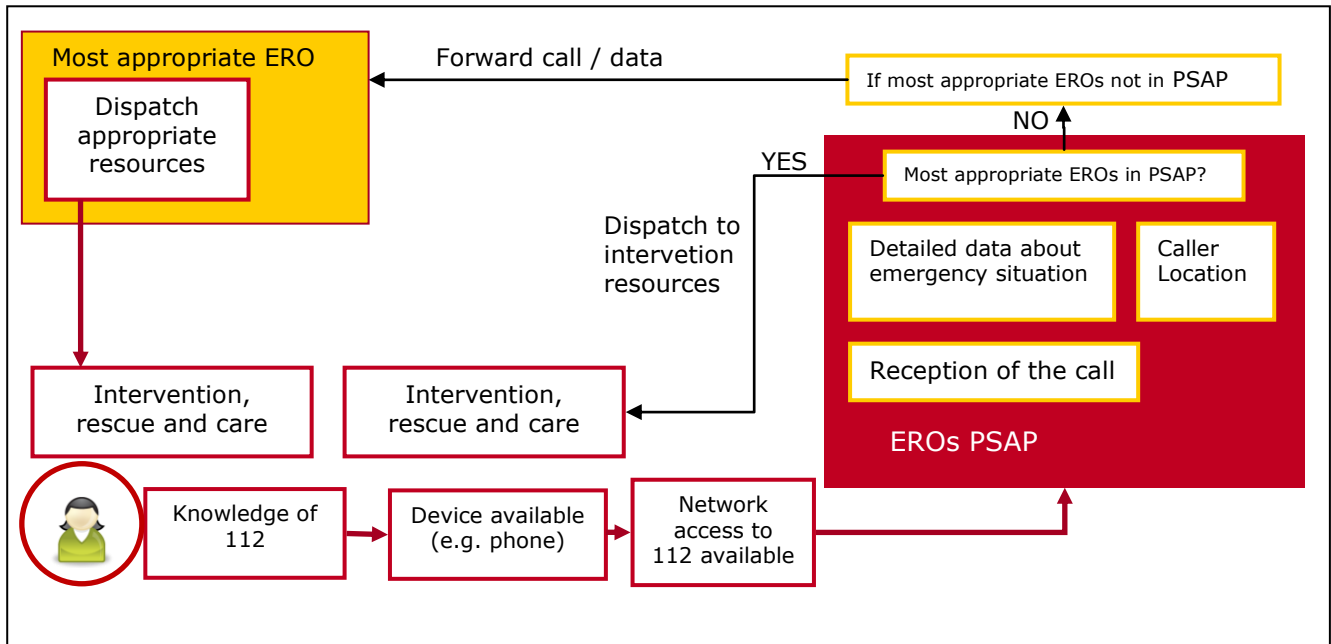 Most appropriate ERO
Dispatch
appropriate
resources
Forward call / data
If most appropriate EROs not in PSAP
NO
YES
Most appropriate EROs in PSAP?
Dispatch to
intervetion
resources
Detailed data about
emergency situation
Caller
Location
Reception of the call
EROs PSAP
Intervention,
rescue and care
Intervention,
rescue and care
Knowledge of
112
Device available
(e.g. phone)
Network
access to
112 available